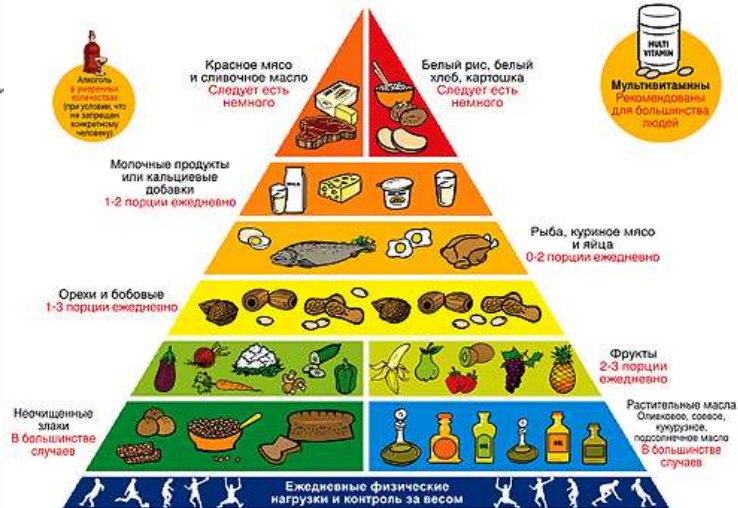 Алкоголь
в умеренных
количествах
(при условии, что
не запрещен
конкретному
человеку)
Красное мясо
и сливочное масло
Следует есть
немного
Белый рис, белый
хлеб, картошка
Следует есть
немного
MULTI
VITAMIN
Мультивитамины
Рекомендованы
для большинства
людей
Молочные продукты
или кальциевые
добавки
1-2 порции ежедневно
MILK
Рыба, куриное мясо
и яйца
0-2 порции ежедневно
Орехи и бобовые
1-3 порции ежедневно
Фрукты
2-3 порции
ежедневно
Неочищенные
злаки
В большинстве
случаев
OIL
OIL
Растительные масла
Оливковое, соевое,
кукурузное,
подсолнечное масло
В большинстве
случаев
Ежедневные физические
нагрузки и контроль за весом